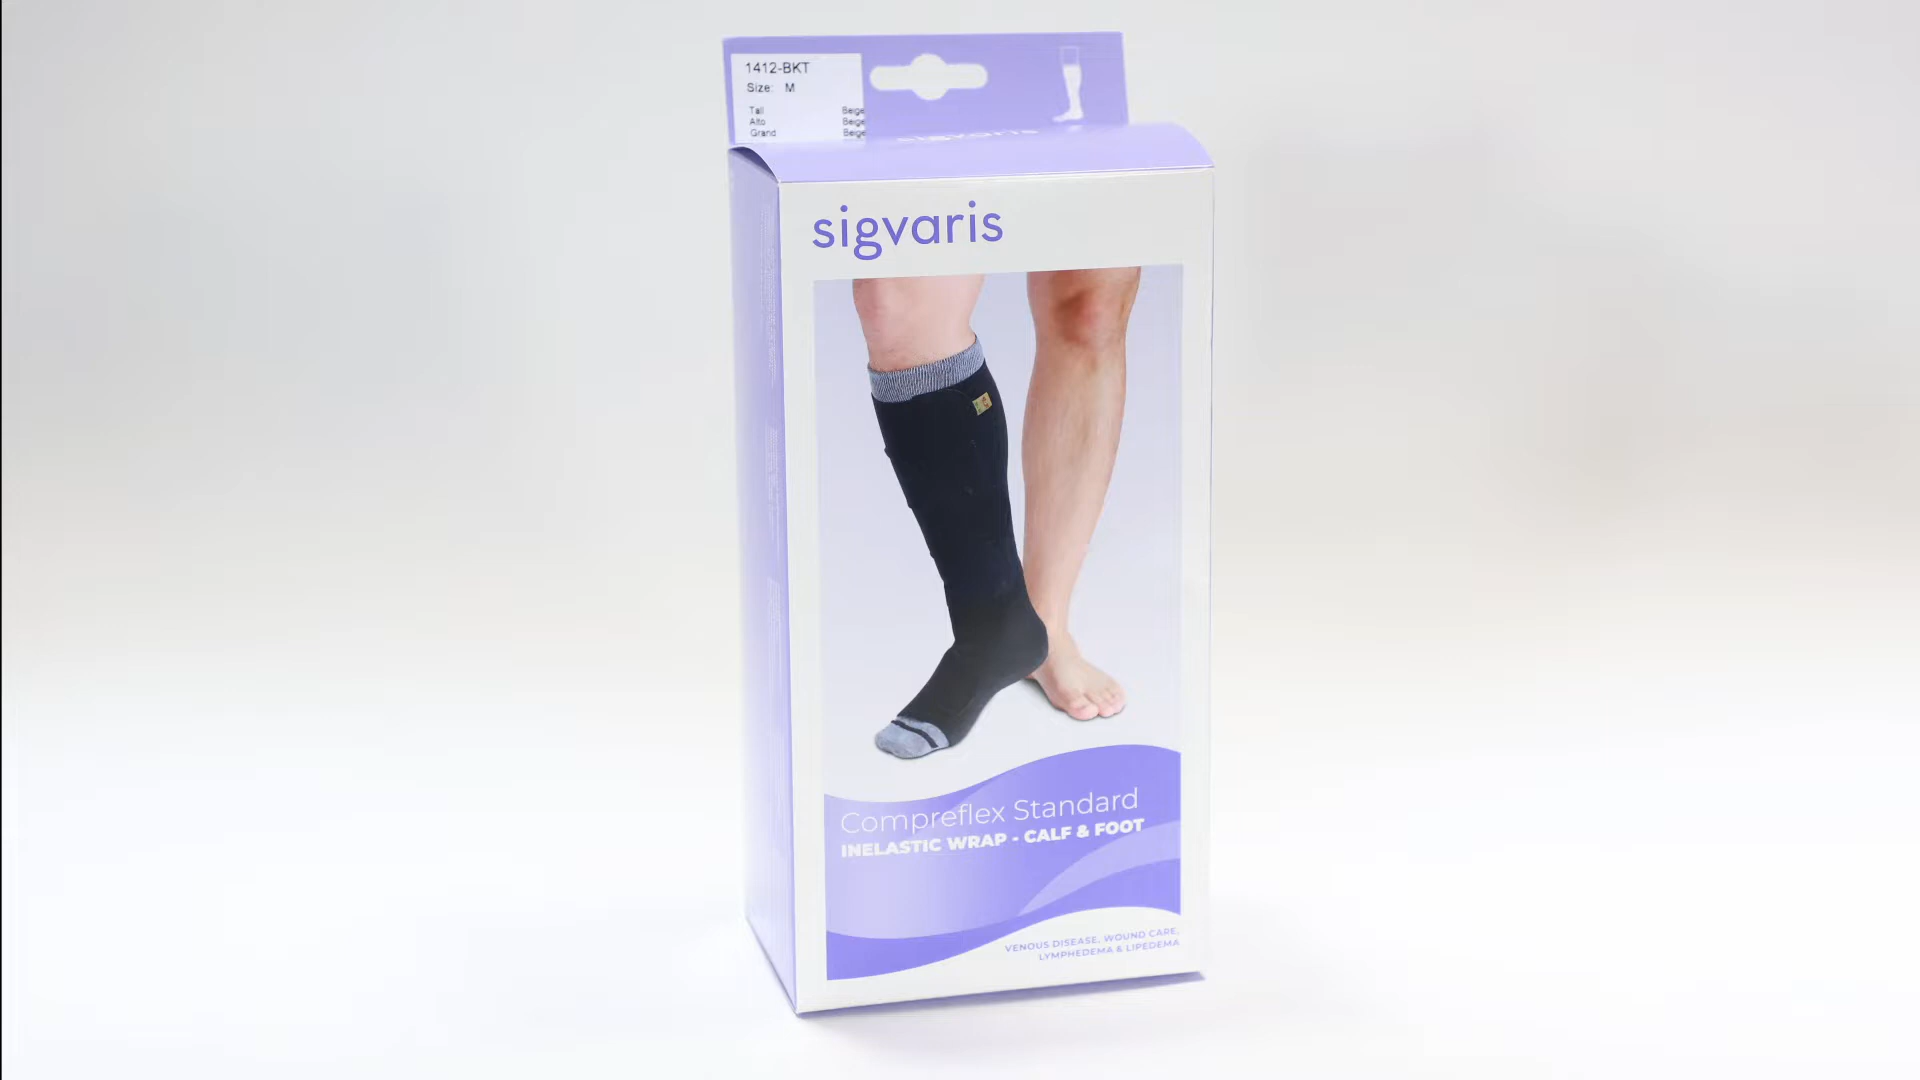 1412-BKT
Size: M
Tall Beige
Alto Beige
Grand Beige
sigvaris
sigvaris
Compreflex Standard
INELASTIC WRAP - CALF & FOOT
VENOUS DISEASE, WOUND CARE,
LYMPHEDEMA & LIPEDEMA